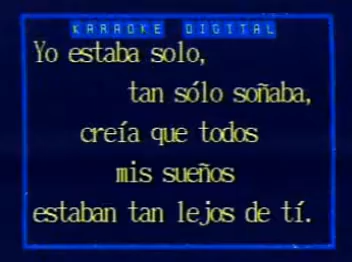 KARAOKE DIGITAL
Yo estaba solo,
tan sólo soñaba,
creía que todos
mis sueños
estaban tan lejos de tí.